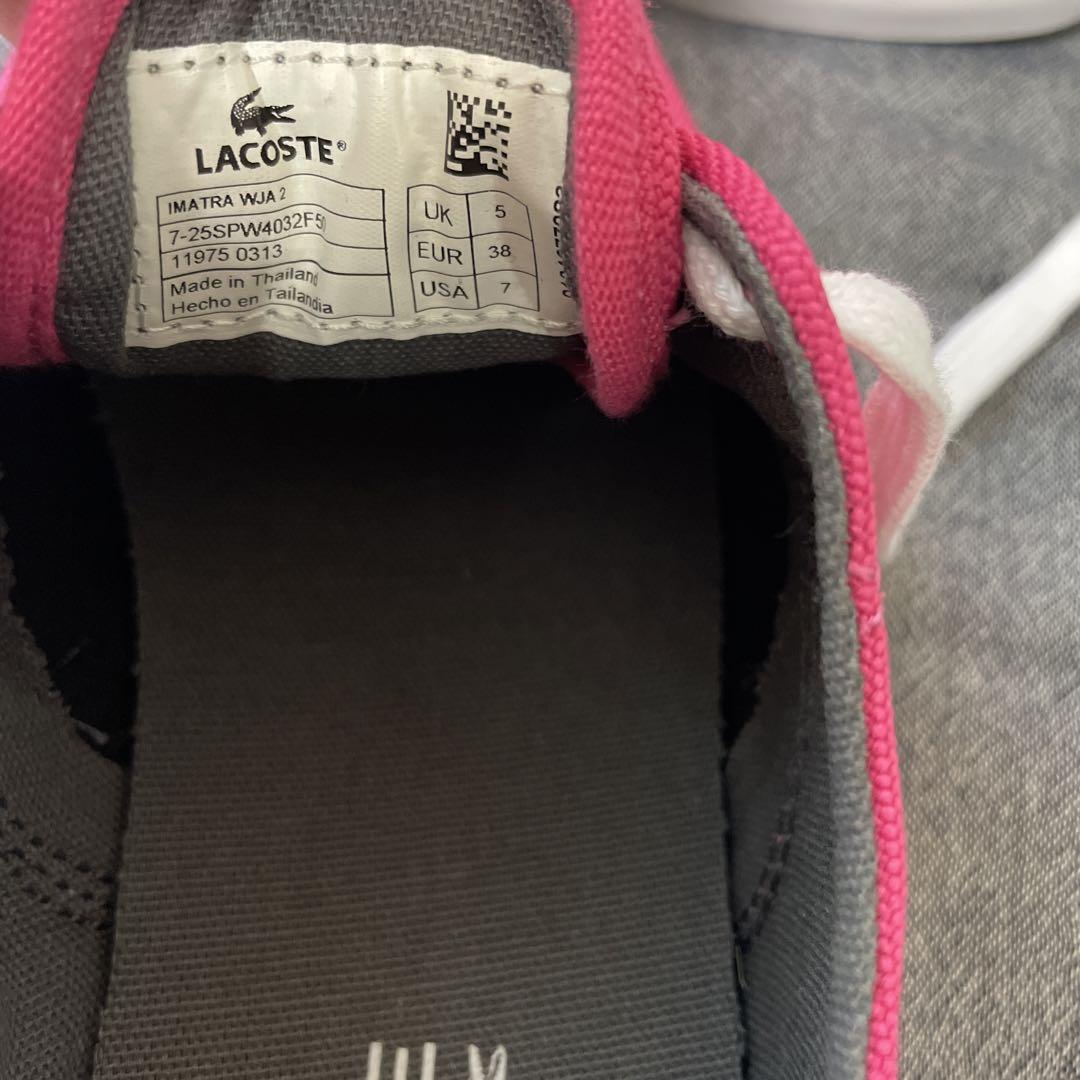 LACOSTE®
IMATRA WJA 2
7-25SPW4032F50
11975 0313
Made in Thailand
Hecho en Tailandia
UK 5
EUR 38
USA 7